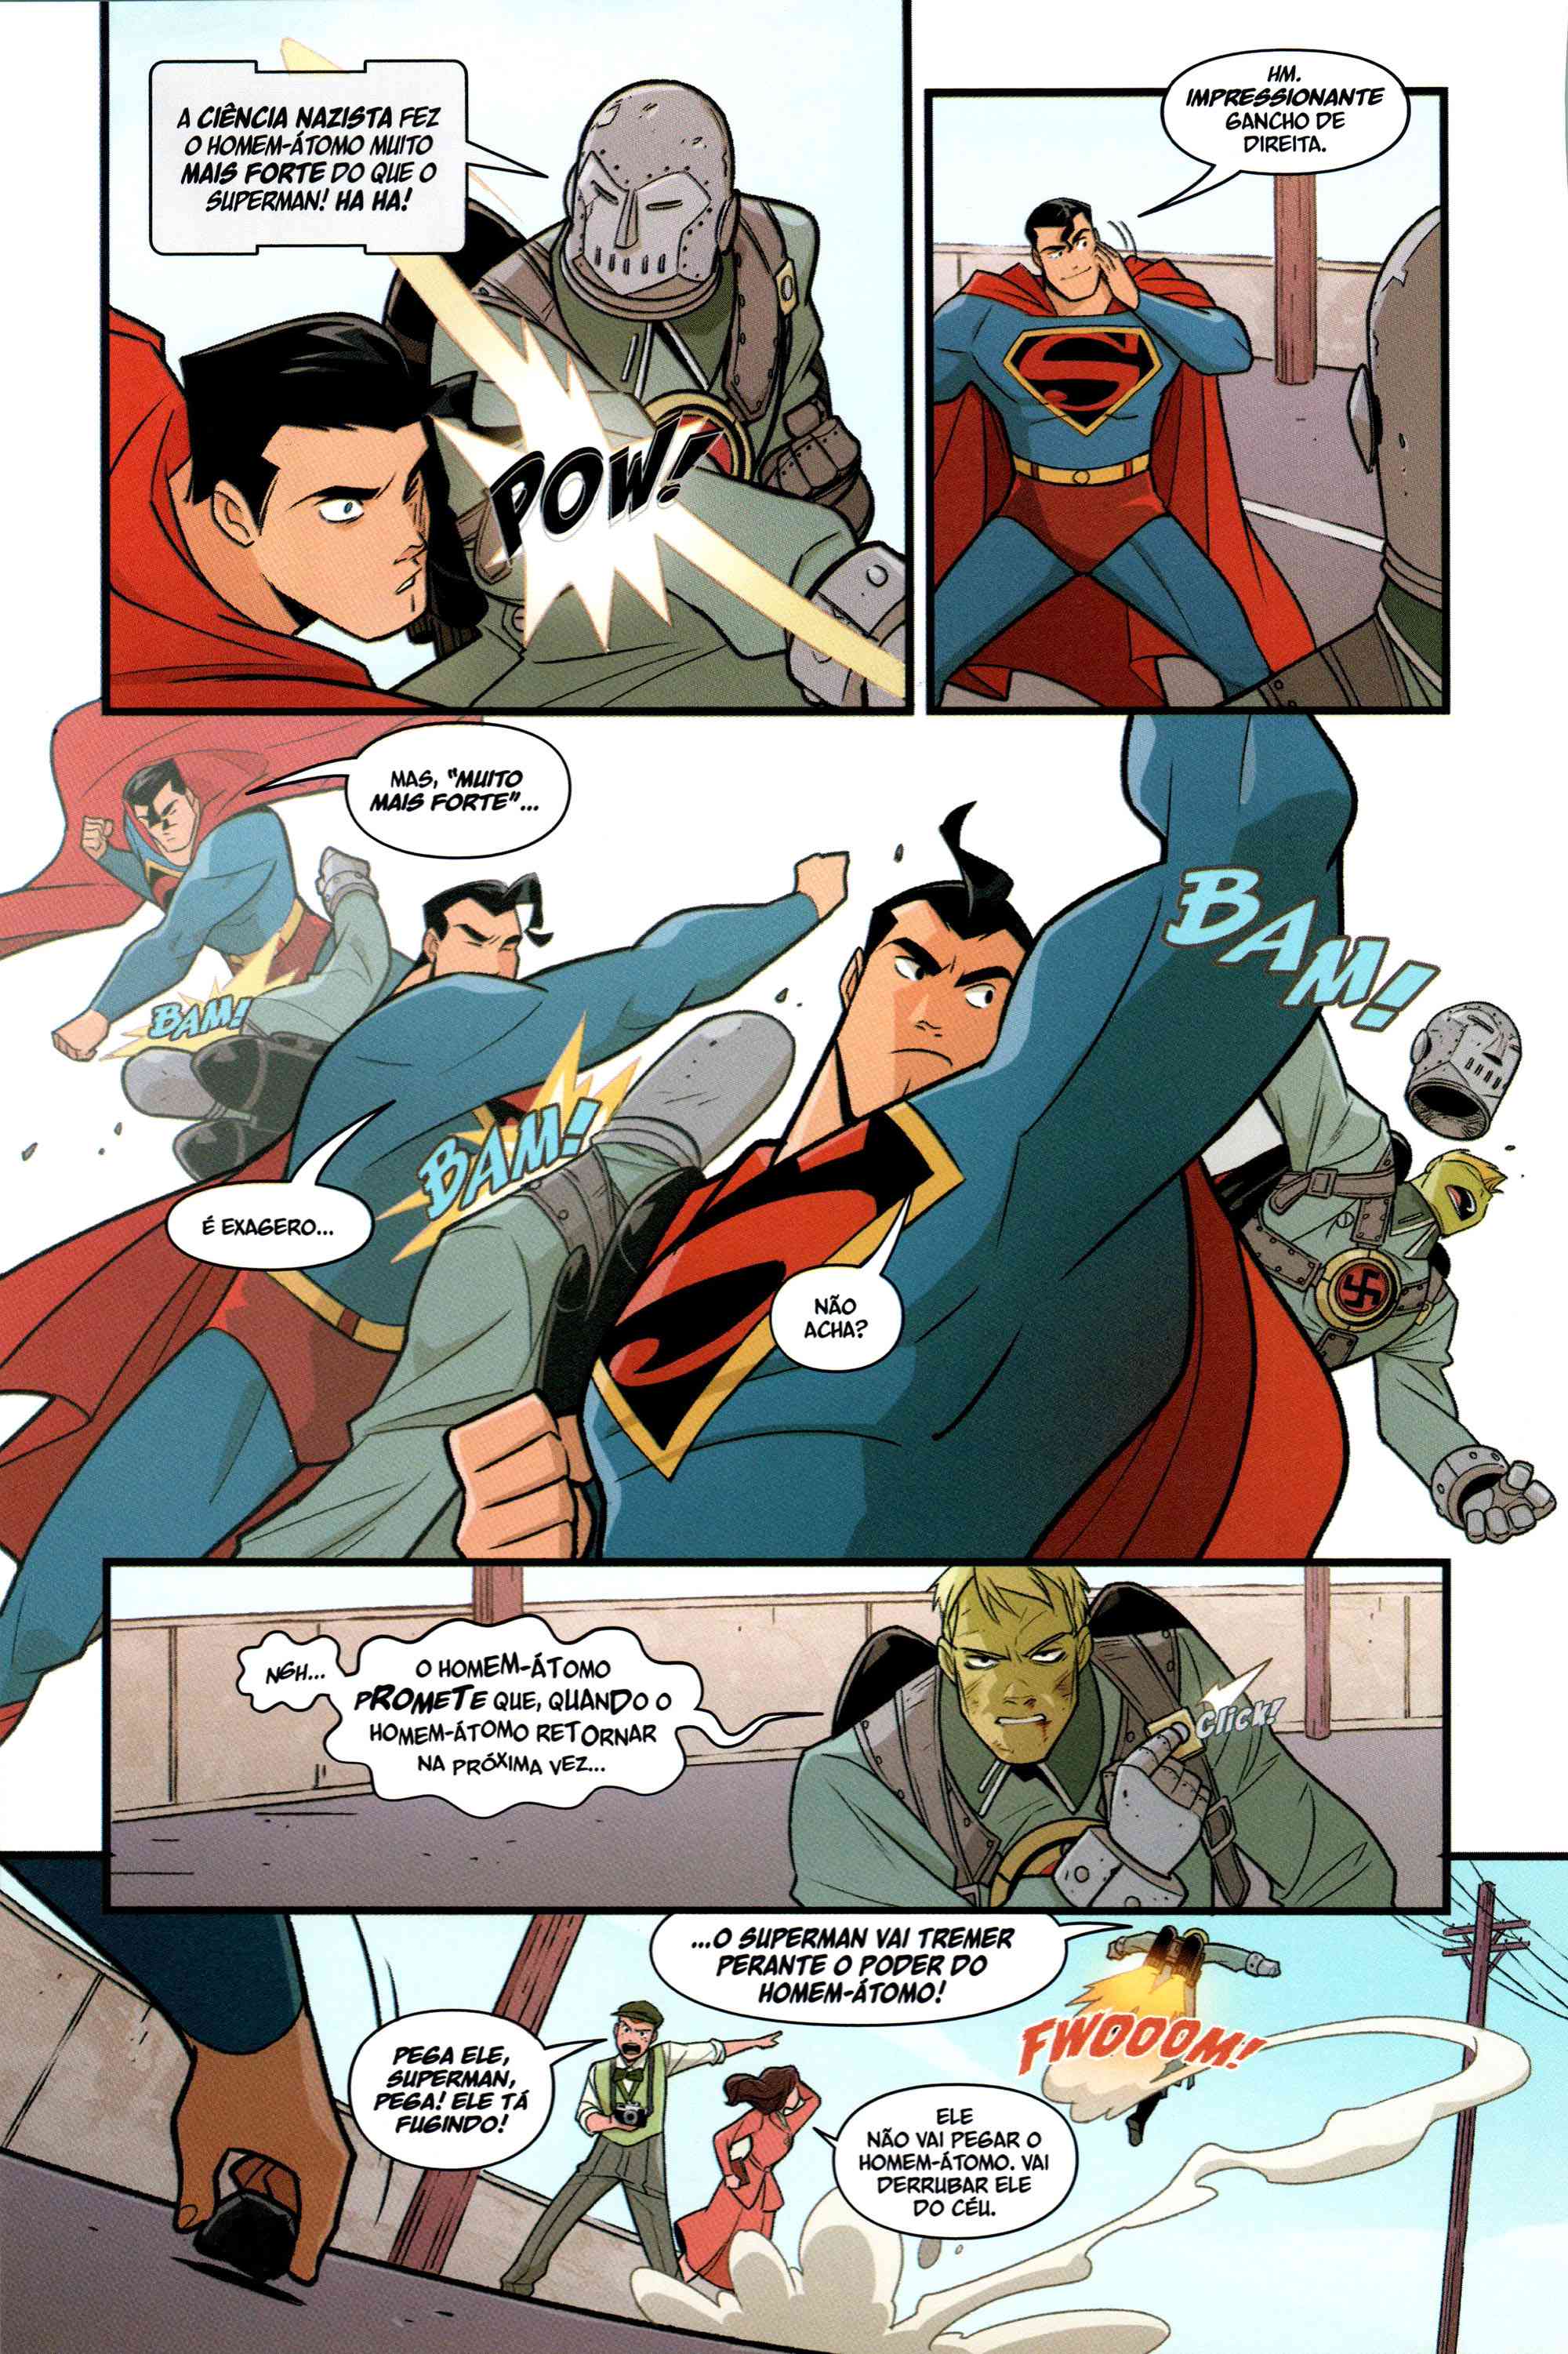 A CIÊNCIA NAZISTA FEZ
O HOMEM-ÁTOMO MUITO
MAIS FORTE DO QUE O
SUPERMAN! HA HA!
POW!
HM.
IMPRESSIONANTE
GANCHO DE
DIREITA.
MAS, "MUITO
MAIS FORTE"...
BAM!
É EXAGERO...
BAM!
NÃO
ACHA?
BAM!
NGH...
O HOMEM-ÁTOMO
PROMETE QUE, QUANDO O
HOMEM-ÁTOMO RETORNAR
NA PRÓXIMA VEZ...
CLICK!
...O SUPERMAN VAI TREMER
PERANTE O PODER DO
HOMEM-ÁTOMO!
FWOOOM!
PEGA ELE,
SUPERMAN,
PEGA! ELE TÁ
FUGINDO!
ELE
NÃO VAI PEGAR O
HOMEM-ÁTOMO. VAI
DERRUBAR ELE
DO CÉU.